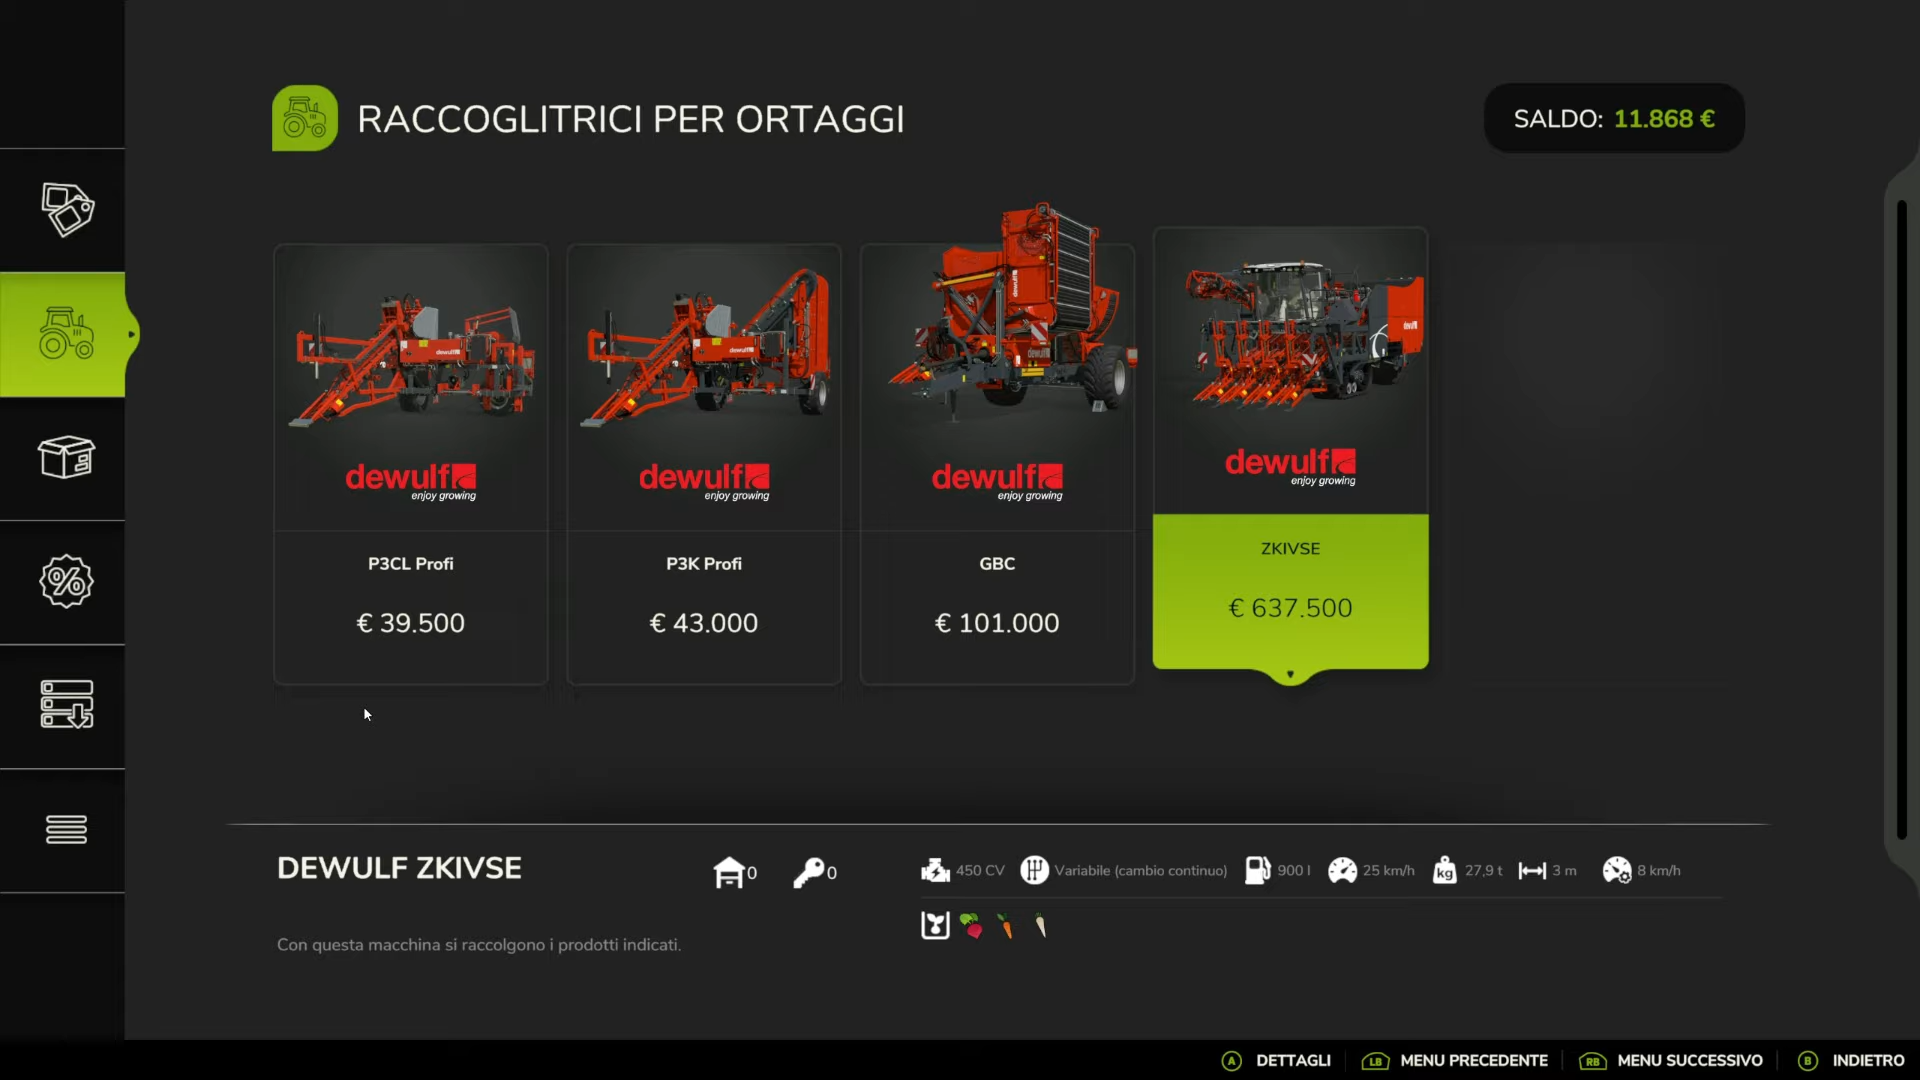 RACCOGLITRICI PER ORTAGGI
SALDO: 11.868 €
dewulf
enjoy growing
P3CL Profi
€ 39.500
dewulf
enjoy growing
P3K Profi
€ 43.000
dewulf
enjoy growing
GBC
€ 101.000
dewulf
enjoy growing
ZKIVSE
€ 637.500
DEWULF ZKIVSE
0
0
450 CV
Variabile (cambio continuo)
900 l
25 km/h
kg
27,9 t
3 m
8 km/h
Con questa macchina si raccolgono i prodotti indicati.
A DETTAGLI
LB MENU PRECEDENTE
RB MENU SUCCESSIVO
B INDIETRO